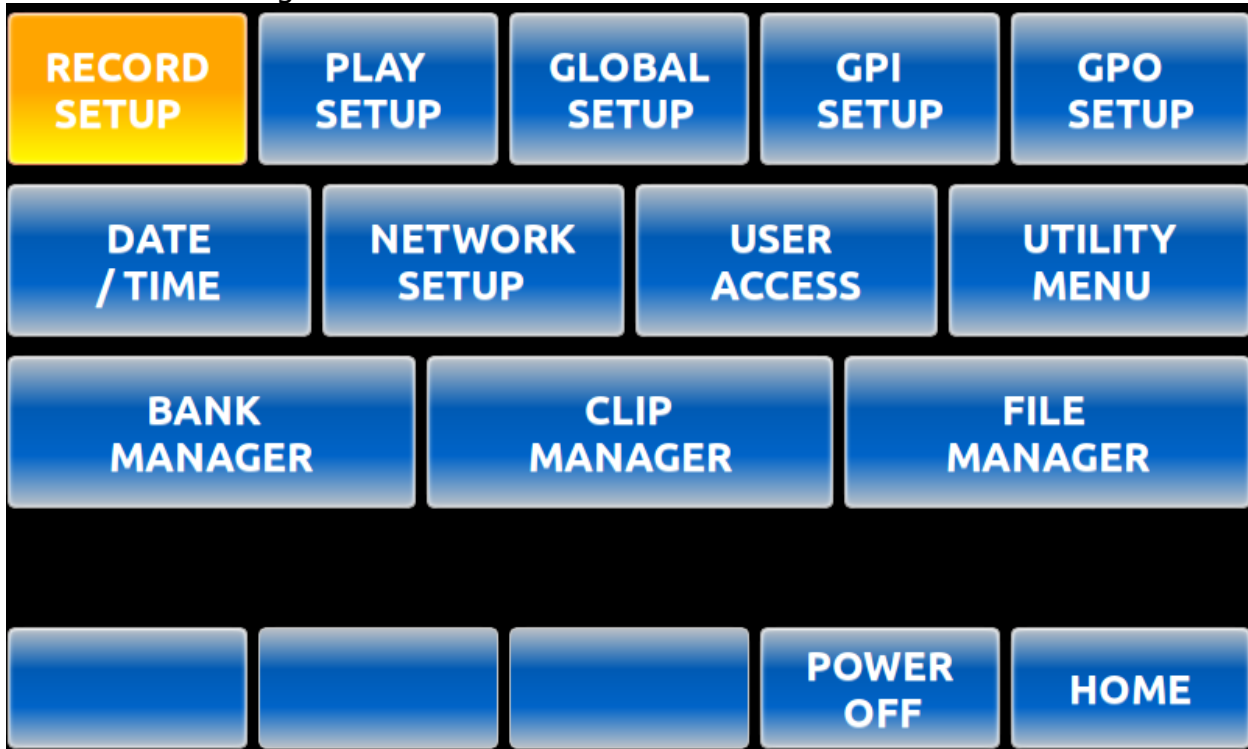 RECORD
SETUP
PLAY
SETUP
GLOBAL
SETUP
GPI
SETUP
GPO
SETUP
DATE
/ TIME
NETWORK
SETUP
USER
ACCESS
UTILITY
MENU
BANK
MANAGER
CLIP
MANAGER
FILE
MANAGER
POWER
OFF
HOME